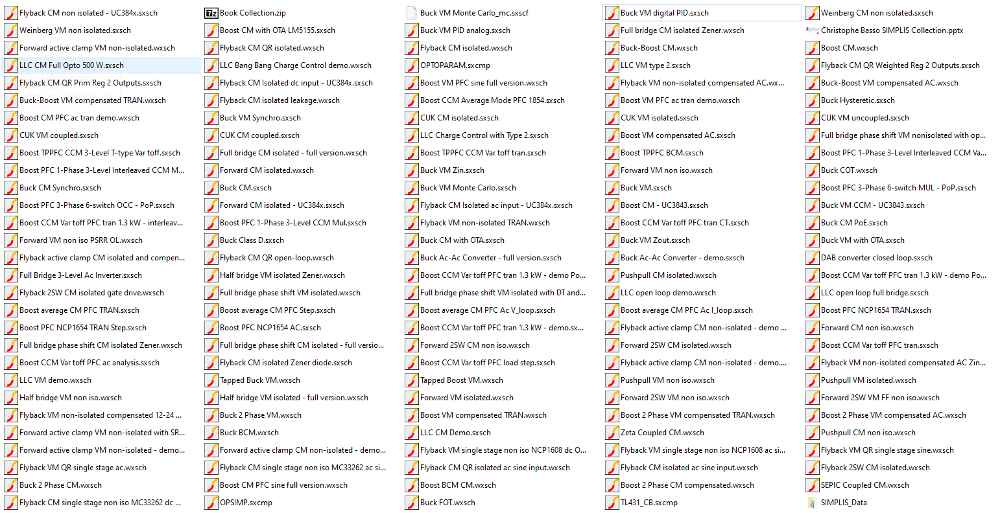 Flyback CM non isolated - UC384x.sxsch
Book Collection.zip
Buck VM Monte Carlo_mc.sxscf
Buck VM digital PID.sxsch
Weinberg CM non isolated.sxsch
Weinberg VM non isolated.sxsch
Boost CM with OTA LM5155.sxsch
Buck VM PID analog.sxsch
Full bridge CM isolated Zener.wxsch
Christophe Basso SIMPLIS Collection.pptx
Forward active clamp VM non-isolated.wxsch
Flyback CM QR isolated.wxsch
Flyback CM isolated.wxsch
Buck-Boost CM.wxsch
Boost CM.wxsch
LLC CM Full Opto 500 W.sxsch
LLC Bang Bang Charge Control demo.wxsch
OPTOPARAM.sxcmp
LLC VM type 2.sxsch
Flyback CM QR Weighted Reg 2 Outputs.sxsch
Flyback CM QR Prim Reg 2 Outputs.sxsch
Flyback CM Isolated dc input - UC384x.sxsch
Boost VM PFC sine full version.wxsch
Flyback VM non-isolated compensated AC.wx...
Buck-Boost VM compensated AC.wxsch
Buck-Boost VM compensated TRAN.wxsch
Flyback CM isolated leakage.wxsch
Boost CCM Average Mode PFC 1854.sxsch
Boost VM PFC ac tran demo.wxsch
Buck Hysteretic.sxsch
Boost CM PFC ac tran demo.wxsch
Buck VM Synchro.sxsch
CUK CM isolated.sxsch
CUK VM isolated.sxsch
CUK VM uncoupled.sxsch
CUK VM coupled.sxsch
CUK CM coupled.sxsch
LLC Charge Control with Type 2.sxsch
Boost VM compensated AC.sxsch
Full bridge phase shift VM nonisolated with op...
Boost TPPFC CCM 3-Level T-type Var toff.sxsch
Full bridge CM isolated - full version.wxsch
Boost TPPFC CCM Var toff tran.sxsch
Boost TPPFC BCM.sxsch
Boost PFC 1-Phase 3-Level Interleaved CCM Va...
Boost PFC 1-Phase 3-Level Interleaved CCM M...
Forward CM isolated.wxsch
Buck VM Zin.sxsch
Forward VM non iso.wxsch
Buck COT.wxsch
Buck CM Synchro.sxsch
Buck CM.sxsch
Buck VM Monte Carlo.sxsch
Buck VM.sxsch
Boost PFC 3-Phase 6-switch MUL - PoP.sxsch
Boost PFC 3-Phase 6-switch OCC - PoP.sxsch
Forward CM isolated - UC384x.sxsch
Flyback CM Isolated ac input - UC384x.sxsch
Boost CM - UC3843.sxsch
Buck VM CCM - UC3843.sxsch
Boost CCM Var toff PFC tran 1.3 kW - interleav...
Boost PFC 1-Phase 3-Level CCM Mul.sxsch
Flyback VM non-isolated TRAN.wxsch
Boost CCM Var toff PFC tran CT.sxsch
Buck CM PoE.sxsch
Forward VM non iso PSRR OL.wxsch
Buck Class D.sxsch
Buck CM with OTA.sxsch
Buck VM Zout.sxsch
Buck VM with OTA.sxsch
Flyback active clamp CM isolated and compen...
Flyback CM QR open-loop.wxsch
Buck Ac-Ac Converter - full version.sxsch
Buck Ac-Ac Converter - demo.sxsch
DAB converter closed loop.sxsch
Full Bridge 3-Level Ac Inverter.sxsch
Half bridge VM isolated Zener.wxsch
Boost CCM Var toff PFC tran 1.3 kW - demo Po...
Pushpull CM isolated.wxsch
Boost CCM Var toff PFC tran 1.3 kW - demo Po...
Flyback 2SW CM isolated gate drive.wxsch
Full bridge phase shift VM isolated.wxsch
Full bridge phase shift VM isolated with DT and...
LLC open loop demo.wxsch
LLC open loop full bridge.sxsch
Boost average CM PFC TRAN.sxsch
Boost average CM PFC Step.sxsch
Boost average CM PFC Ac V_loop.sxsch
Boost average CM PFC Ac I_loop.sxsch
Boost PFC NCP1654 TRAN.sxsch
Boost PFC NCP1654 TRAN Step.sxsch
Boost PFC NCP1654 AC.sxsch
Boost CCM Var toff PFC tran 1.3 kW - demo.sx...
Flyback active clamp CM non-isolated - demo ...
Forward CM non iso.wxsch
Full bridge phase shift CM isolated Zener.wxsch
Full bridge phase shift CM isolated - full versio...
Forward 2SW CM non iso.wxsch
Forward 2SW CM isolated.wxsch
Boost CCM Var toff PFC tran.sxsch
Boost CCM Var toff PFC ac analysis.sxsch
Flyback CM isolated Zener diode.sxsch
Boost CCM Var toff PFC load step.sxsch
Flyback active clamp CM non-isolated - demo....
Flyback VM non-isolated compensated AC Zin...
LLC VM demo.wxsch
Tapped Buck VM.wxsch
Tapped Boost VM.wxsch
Pushpull VM non iso.wxsch
Pushpull VM isolated.wxsch
Half bridge VM non iso.wxsch
Half bridge VM isolated - full version.wxsch
Forward VM isolated.wxsch
Forward 2SW VM non iso.wxsch
Forward 2SW VM FF non iso.wxsch
Flyback VM non-isolated compensated 12-24 ...
Buck 2 Phase VM.wxsch
Boost VM compensated TRAN.wxsch
Boost 2 Phase VM compensated TRAN.wxsch
Boost 2 Phase VM compensated AC.wxsch
Forward active clamp VM non-isolated with SR...
Buck BCM.wxsch
LLC CM Demo.sxsch
Zeta Coupled CM.wxsch
Pushpull CM non iso.wxsch
Forward active clamp VM non-isolated - demo...
Forward active clamp CM non-isolated - demo...
Flyback VM single stage non iso NCP1608 dc O...
Flyback VM single stage non iso NCP1608 ac si...
Flyback VM QR single stage sine.wxsch
Flyback VM QR single stage ac.wxsch
Flyback CM single stage non iso MC33262 ac si...
Flyback CM QR isolated ac sine input.wxsch
Flyback CM isolated ac sine input.wxsch
Flyback 2SW CM isolated.wxsch
Buck 2 Phase CM.wxsch
Boost CM PFC sine full version.wxsch
Boost BCM CM.wxsch
Boost 2 Phase CM compensated.wxsch
SEPIC Coupled CM.wxsch
Flyback CM single stage non iso MC33262 dc ...
OPSIMP.sxcmp
Buck FOT.wxsch
TL431_CB.sxcmp
SIMPLIS_Data